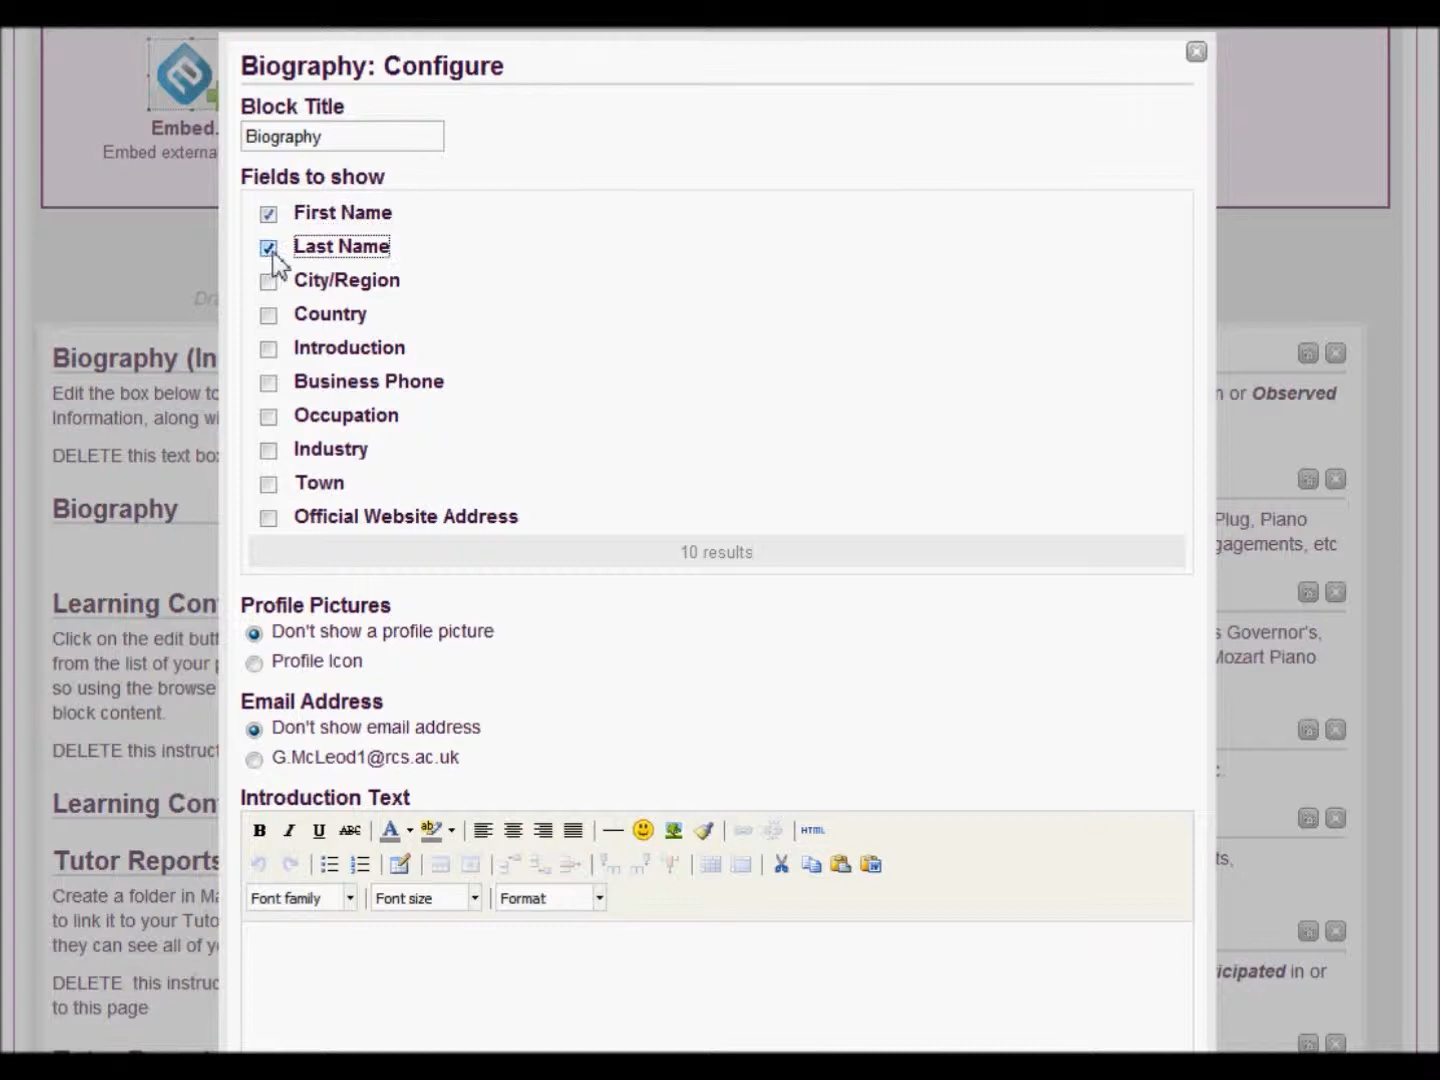 Biography: Configure
Block Title
Biography
Fields to show
First Name
Last Name
City/Region
Country
Introduction
Business Phone
Occupation
Industry
Town
Official Website Address
10 results
Profile Pictures
Don't show a profile picture
Profile Icon
Email Address
Don't show email address
G.McLeod1@rcs.ac.uk
Introduction Text
B I U ABC A ab HTML
Font family Font size Format
Embed.
Embed externa
Dr
Biography (In
Edit the box below to
Information, along wi
DELETE this text box
Biography
Learning Con
Click on the edit butt
from the list of your p
so using the browse
block content.
DELETE this instruct
Learning Con
Tutor Reports
Create a folder in Ma
to link it to your Tuto
they can see all of y
DELETE this instruc
to this page
n or Observed
Plug, Piano
gagements, etc
s Governor's,
Mozart Piano
c.
ts,
icipated in or